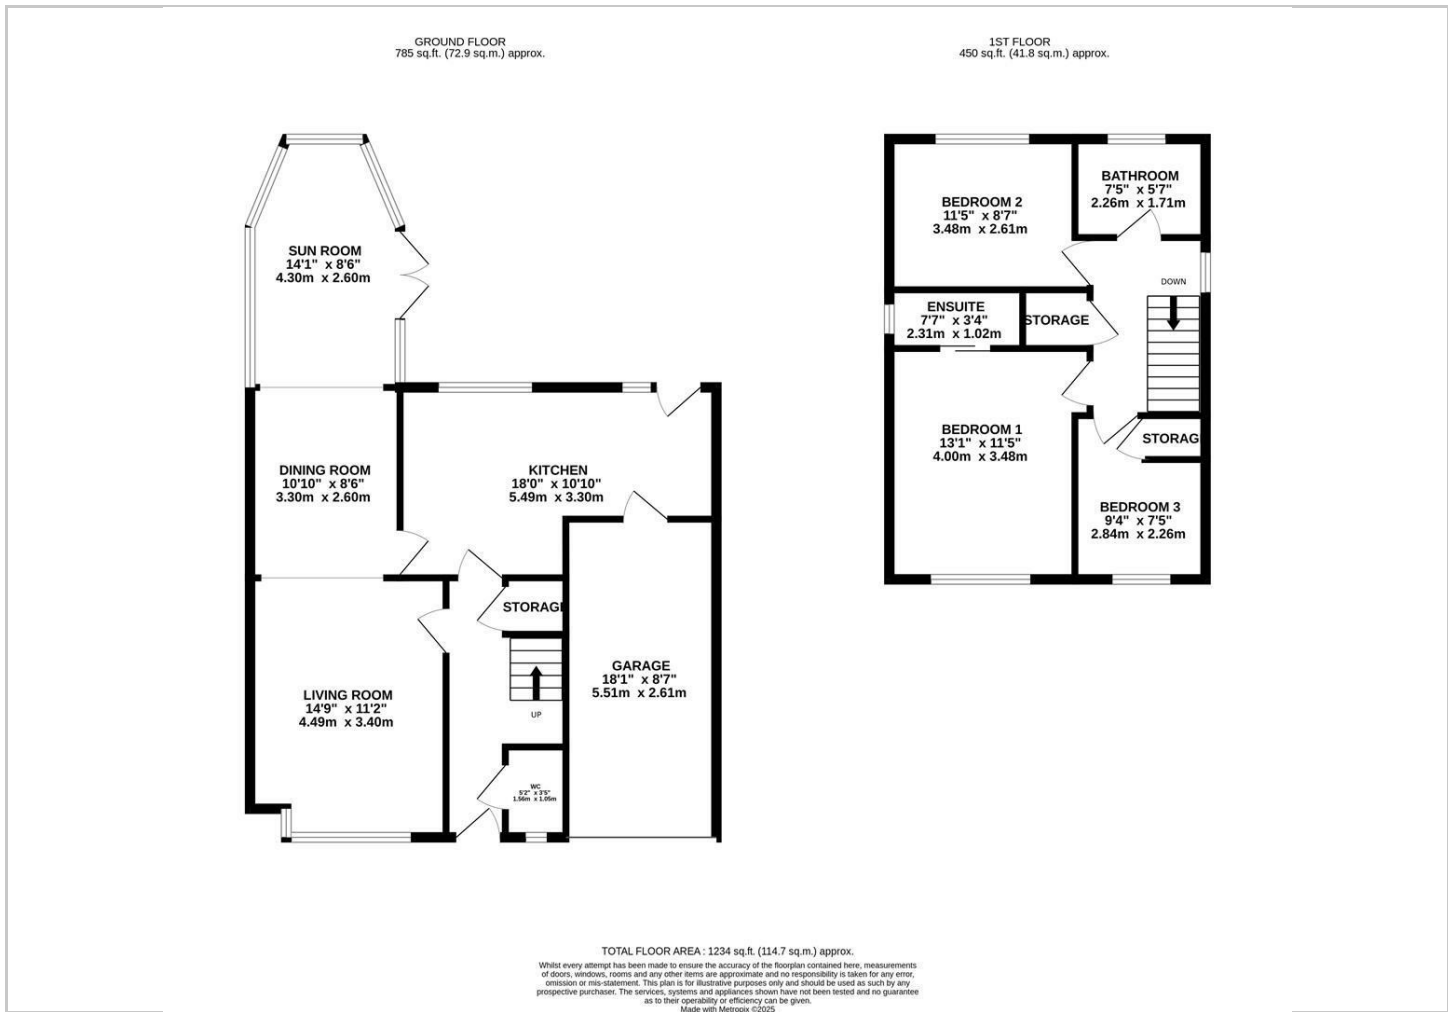 GROUND FLOOR
785 sq.ft. (72.9 sq.m.) approx.
1ST FLOOR
450 sq.ft. (41.8 sq.m.) approx.
SUN ROOM
14'1" x 8'6"
4.30m x 2.60m
DINING ROOM
10'10" x 8'6"
3.30m x 2.60m
KITCHEN
18'0" x 10'10"
5.49m x 3.30m
STORAGE
LIVING ROOM
14'9" x 11'2"
4.49m x 3.40m
UP
GARAGE
18'1" x 8'7"
5.51m x 2.61m
WC
5'2" x 3'5"
1.56m x 1.05m
BEDROOM 2
11'5" x 8'7"
3.48m x 2.61m
BATHROOM
7'5" x 5'7"
2.26m x 1.71m
DOWN
ENSUITE
7'7" x 3'4"
2.31m x 1.02m
STORAGE
BEDROOM 1
13'1" x 11'5"
4.00m x 3.48m
STORAG
BEDROOM 3
9'4" x 7'5"
2.84m x 2.26m
TOTAL FLOOR AREA : 1234 sq.ft. (114.7 sq.m.) approx.
Whilst every attempt has been made to ensure the accuracy of the floorplan contained here, measurements
of doors, windows, rooms and any other items are approximate and no responsibility is taken for any error,
omission or mis-statement. This plan is for illustrative purposes only and should be used as such by any
prospective purchaser. The services, systems and appliances shown have not been tested and no guarantee
as to their operability or efficiency can be given.
Made with Metropix ©2025